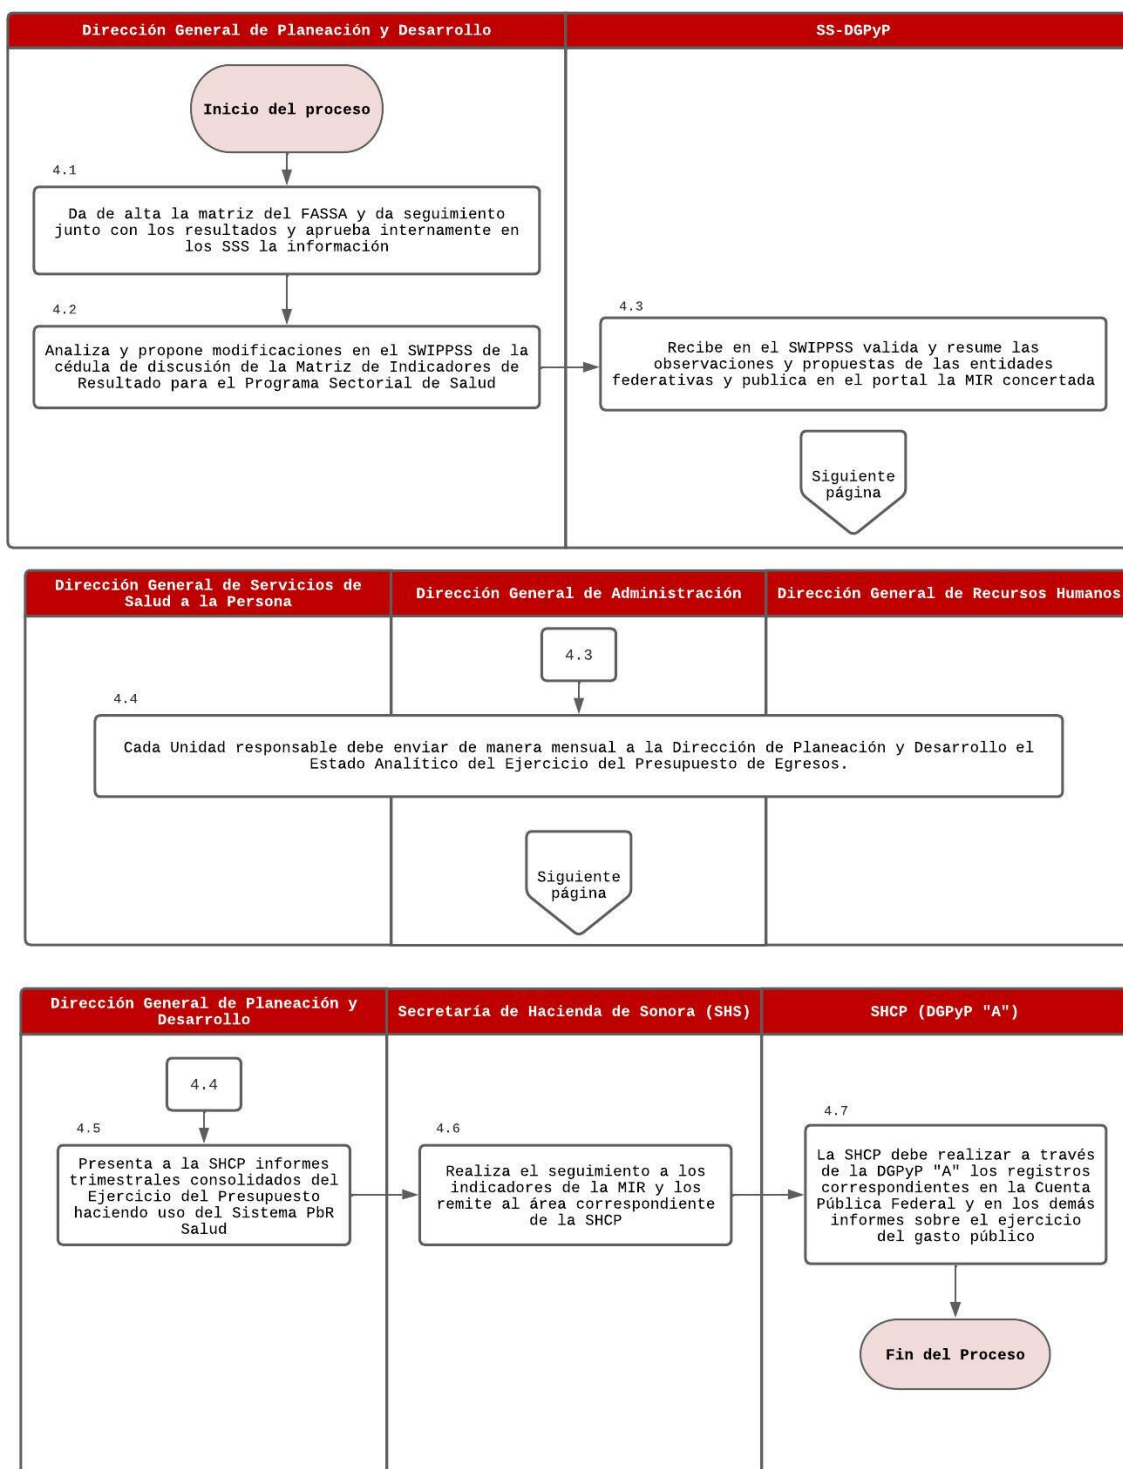 Dirección General de Planeación y Desarrollo
SS-DGPyP
Inicio del proceso
4.1
Da de alta la matriz del FASSA y da seguimiento
junto con los resultados y aprueba internamente en
los SSS la información
4.2
Analiza y propone modificaciones en el SWIPPSS de la
cédula de discusión de la Matriz de Indicadores de
Resultado para el Programa Sectorial de Salud
4.3
Recibe en el SWIPPSS valida y resume las
observaciones y propuestas de las entidades
federativas y publica en el portal la MIR concertada
Siguiente
página
Dirección General de Servicios de
Salud a la Persona
Dirección General de Administración
Dirección General de Recursos Humanos
4.3
4.4
Cada Unidad responsable debe enviar de manera mensual a la Dirección de Planeación y Desarrollo el
Estado Analítico del Ejercicio del Presupuesto de Egresos.
Siguiente
página
Dirección General de Planeación y
Desarrollo
Secretaría de Hacienda de Sonora (SHS)
SHCP (DGPyP "A")
4.4
4.5
Presenta a la SHCP informes
trimestrales consolidados del
Ejercicio del Presupuesto
haciendo uso del Sistema PbR
Salud
4.6
Realiza el seguimiento a los
indicadores de la MIR y los
remite al área correspondiente
de la SHCP
4.7
La SHCP debe realizar a través
de la DGPyP "A" los registros
correspondientes en la Cuenta
Pública Federal y en los demás
informes sobre el ejercicio
del gasto público
Fin del Proceso